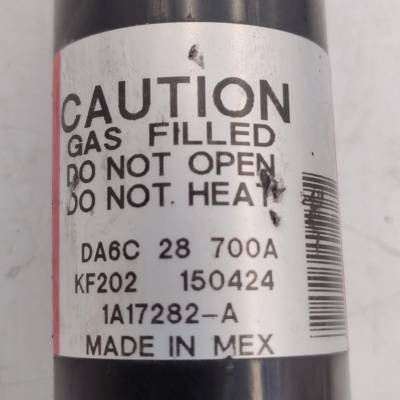 CAUTION
GAS FILLED
DO NOT OPEN
DO NOT HEAT
DA6C 28 700A
KF202 150424
1A17282-A
MADE IN MEX